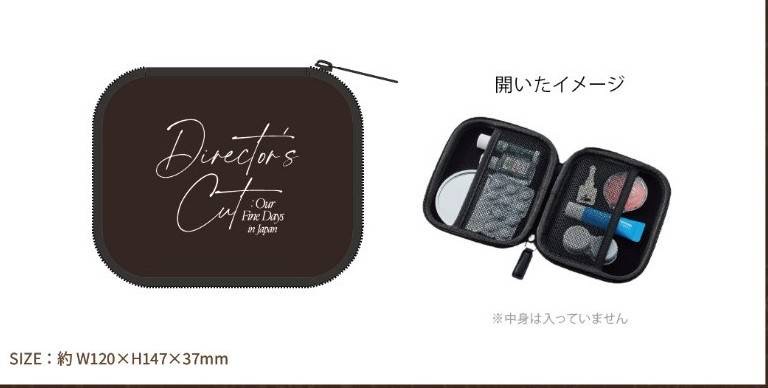 Director's
Cut
: Our
Fine Days
in Japan
開いたイメージ
※中身は入っていません
SIZE：約 W120×H147×37mm